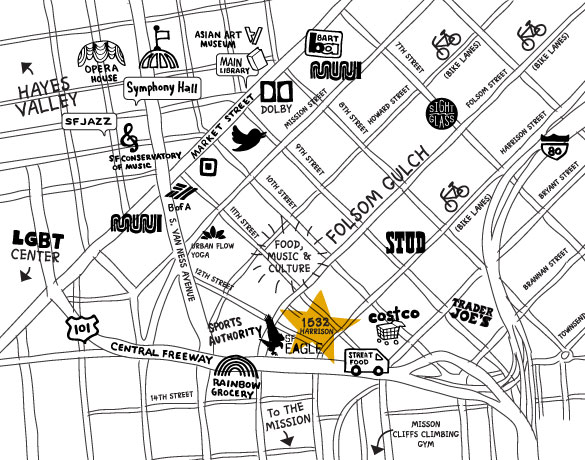 ASIAN ART
MUSEUM
BART
7TH STREET
(BIKE LANES)
(BIKE LANES)
OPERA
HOUSE
MAIN
LIBRARY
MUNI
HAYES
VALLEY
Symphony Hall
DOLBY
MISSION STREET
8TH STREET
HOWARD STREET
SIGHT
GLASS
FOLSOM STREET
SFJAZZ
MARKET STREET
HARRISON STREET
80
SF CONSERVATORY
OF MUSIC
9TH STREET
FOLSOM GULCH
BRYANT STREET
BofA
10TH STREET
(BIKE LANES)
MUNI
11TH STREET
S. VAN NESS AVENUE
LGBT
CENTER
URBAN FLOW
YOGA
FOOD,
MUSIC &
CULTURE
STUD
BRANNAN STREET
12TH STREET
101
SPORTS
AUTHORITY
1532
HARRISON
SF
EAGLE
COSTCO
TRADER
JOE'S
TOWNSEND
CENTRAL FREEWAY
STREET
FOOD
RAINBOW
GROCERY
14TH STREET
TO THE
MISSION
MISSON
CLIFFS CLIMBING
GYM